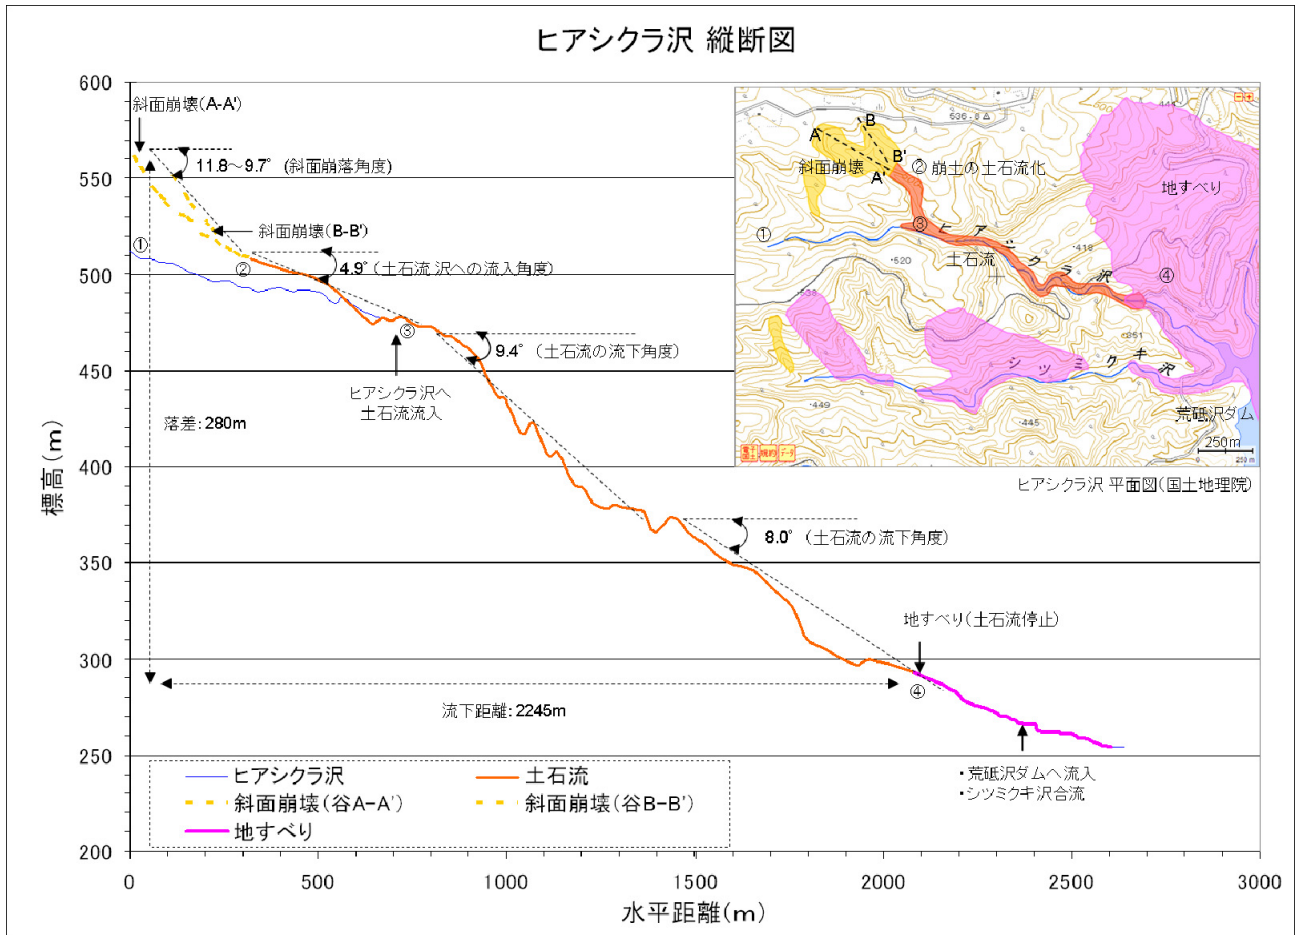 ヒアシクラ沢 縦断図
600
550
500
450
400
350
300
250
200
標高(m)
0
500
1000
1500
2000
2500
3000
水平距離(m)
斜面崩壊(A-A')
11.8～9.7° (斜面崩落角度)
斜面崩壊(B-B')
①
②
4.9° (土石流 沢への流入角度)
③
9.4° (土石流の流下角度)
ヒアシクラ沢へ
土石流流入
落差：280m
8.0° (土石流の流下角度)
地すべり(土石流停止)
④
流下距離：2245m
・荒砥沢ダムへ流入
・シツミクキ沢合流
ヒアシクラ沢
土石流
斜面崩壊(谷A-A')
斜面崩壊(谷B-B')
地すべり
A
B
B'
A'
斜面崩壊
② 崩土の土石流化
地すべり
①
③
ヒアシクラ沢
土石流
④
シツミクキ沢
荒砥沢ダム
536・8
・520
・418
・449
・445
250m
ヒアシクラ沢 平面図(国土地理院)